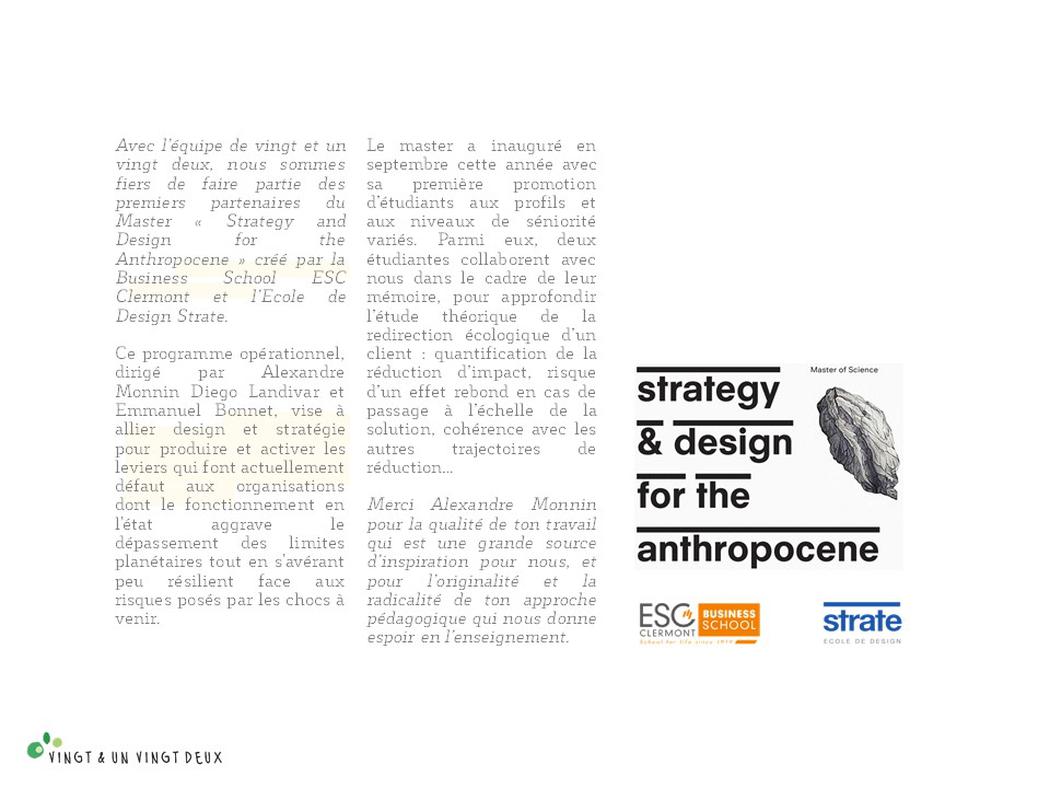 Avec l'équipe de vingt et un
vingt deux, nous sommes
fiers de faire partie des
premiers partenaires du
Master « Strategy and
Design for the
Anthropocene » créé par la
Business School ESC
Clermont et l'Ecole de
Design Strate.
Ce programme opérationnel,
dirigé par Alexandre
Monnin Diego Landivar et
Emmanuel Bonnet, vise à
allier design et stratégie
pour produire et activer les
leviers qui font actuellement
défaut aux organisations
dont le fonctionnement en
l'état aggrave le
dépassement des limites
planétaires tout en s'avérant
peu résilient face aux
risques posés par les chocs à
venir.
Le master a inauguré en
septembre cette année avec
sa première promotion
d'étudiants aux profils et
aux niveaux de séniorité
variés. Parmi eux, deux
étudiantes collaborent avec
nous dans le cadre de leur
mémoire, pour approfondir
l'étude théorique de la
redirection écologique d'un
client : quantification de la
réduction d'impact, risque
d'un effet rebond en cas de
passage à l'échelle de la
solution, cohérence avec les
autres trajectoires de
réduction...
Merci Alexandre Monnin
pour la qualité de ton travail
qui est une grande source
d'inspiration pour nous, et
pour l'originalité et la
radicalité de ton approche
pédagogique qui nous donne
espoir en l'enseignement.
Master of Science
strategy
& design
for the
anthropocene
ESC
CLERMONT
BUSINESS
SCHOOL
School for life since 1919
strate
ECOLE DE DESIGN
VINGT & UN VINGT DEUX